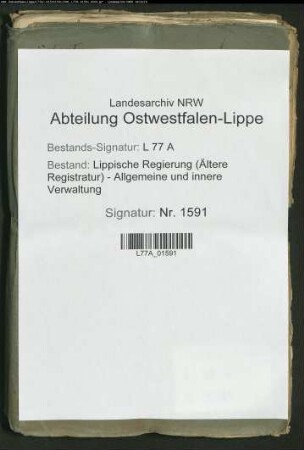 Landesarchiv NRW
Abteilung Ostwestfalen-Lippe
Bestands-Signatur: L 77 A
Bestand: Lippische Regierung (Ältere
Registratur) - Allgemeine und innere
Verwaltung
Signatur: Nr. 1591
L77A_01591